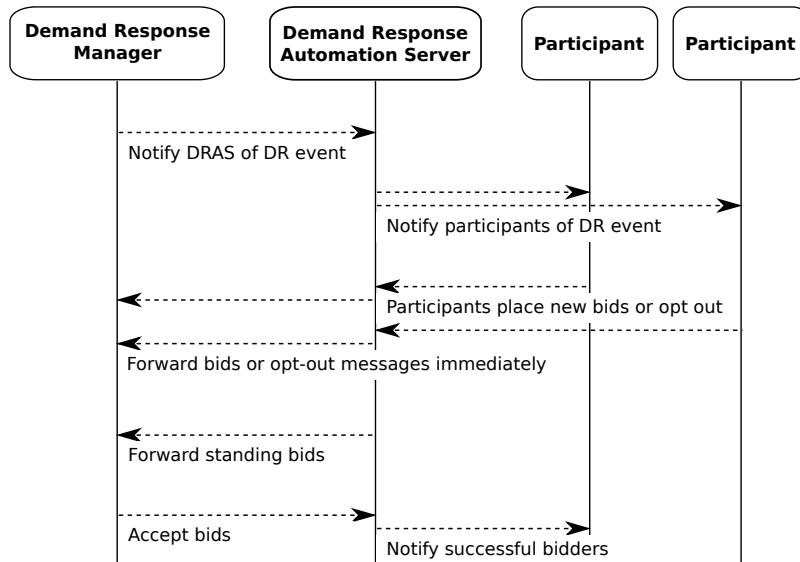 Demand Response
Manager
Demand Response
Automation Server
Participant
Participant
Notify DRAS of DR event
Notify participants of DR event
Participants place new bids or opt out
Forward bids or opt-out messages immediately
Forward standing bids
Accept bids
Notify successful bidders